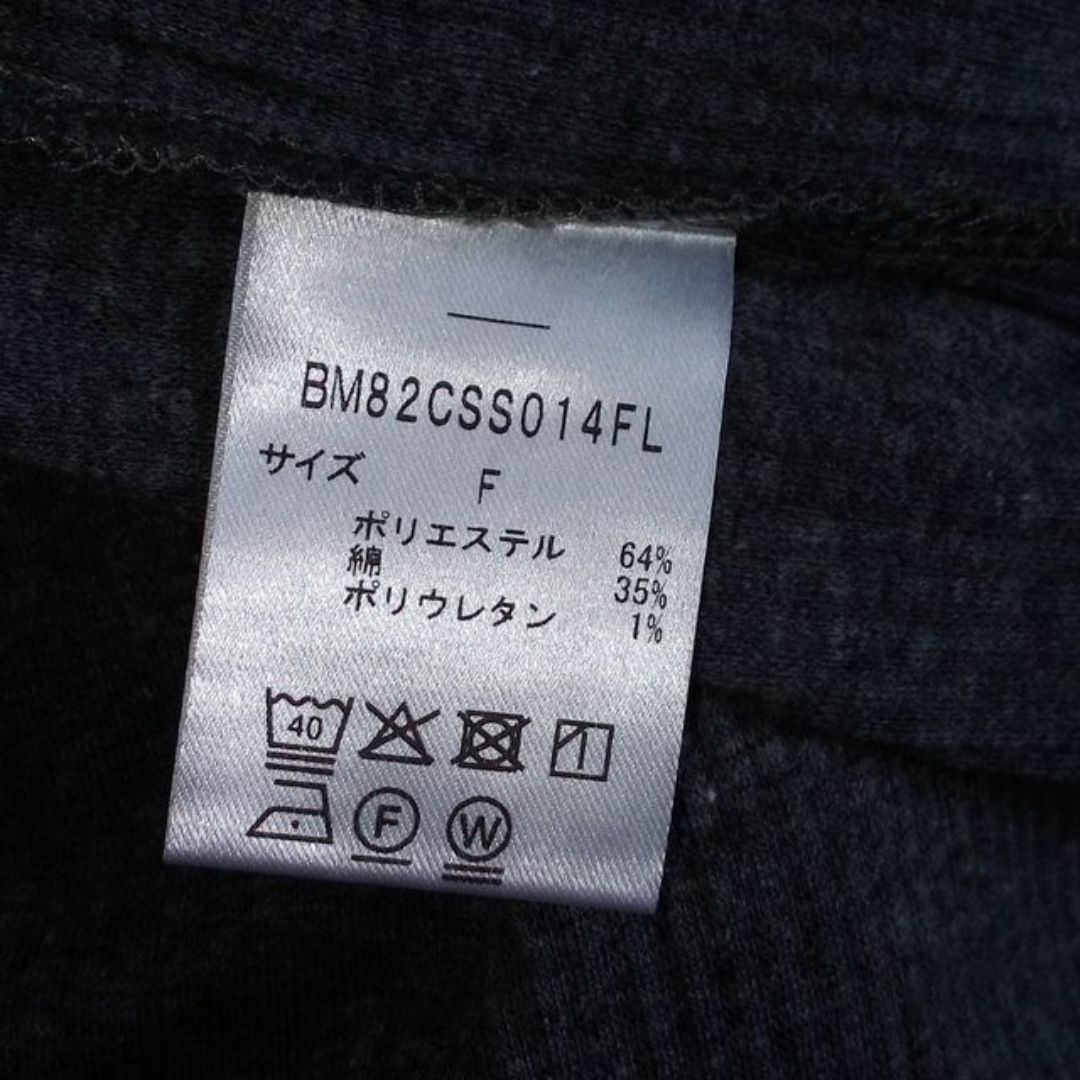 BM82CSS014FL
サイズ F
ポリエステル 64%
綿 35%
ポリウレタン 1%
40
F W